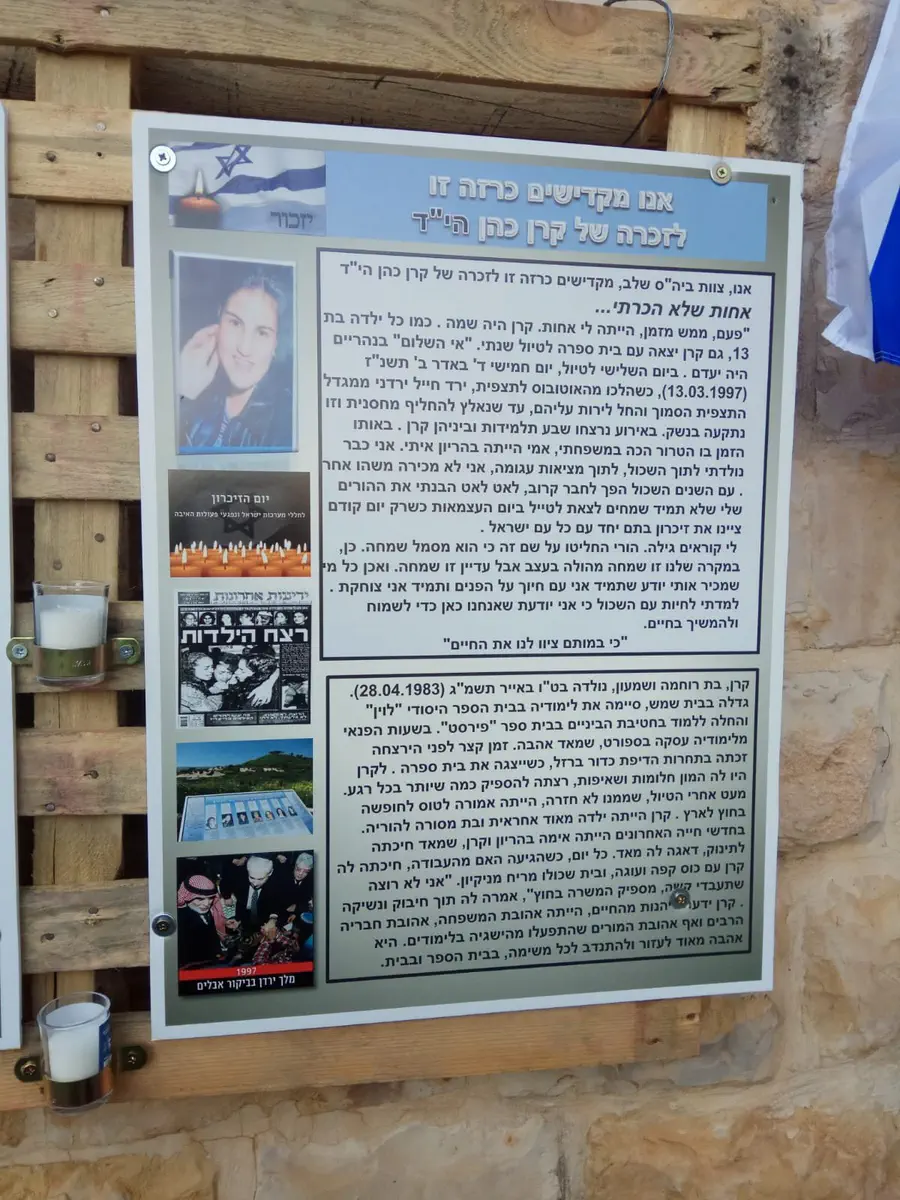 אנו מקדישים כרזה זו
לזכרה של קרן כהן הי"ד
יזכור
אנו, צוות ביה"ס שלב, מקדישים כרזה זו לזכרה של קרן כהן הי"ד
אחות שלא הכרתי...
"פעם, ממש מזמן, הייתה לי אחות. קרן היה שמה . כמו כל ילדה בת
13, גם קרן יצאה עם בית ספרה לטיול שנתי. "אי השלום" בנהריים
היה יעדם . ביום השלישי לטיול, יום חמישי ד' באדר ב' תשנ"ז
(13.03.1997), כשהלכו מהאוטובוס לתצפית, ירד חייל ירדני ממגדל
התצפית הסמוך והחל לירות עליהם, עד שנאלץ להחליף מחסנית וזו
נתקעה בנשק. באירוע נרצחו שבע תלמידות וביניהן קרן . באותו
הזמן בו הטרור הכה במשפחתי, אמי הייתה בהריון איתי. אני כבר
נולדתי לתוך השכול, לתוך מציאות עגומה, אני לא מכירה משהו אחר
. עם השנים השכול הפך לחבר קרוב, לאט לאט הבנתי את ההורים
שלי שלא תמיד שמחים לצאת לטייל ביום העצמאות כשרק יום קודם
ציינו את זיכרון בתם יחד עם כל עם ישראל .
לי קוראים גילה. הורי החליטו על שם זה כי הוא מסמל שמחה. כן,
במקרה שלנו זו שמחה מהולה בעצב אבל עדיין זו שמחה. ואכן כל מי
שמכיר אותי יודע שתמיד אני עם חיוך על הפנים ותמיד אני צוחקת .
למדתי לחיות עם השכול כי אני יודעת שאנחנו כאן כדי לשמוח
ולהמשיך בחיים.
"כי במותם ציוו לנו את החיים"
יום הזיכרון
לחללי מערכות ישראל ונפגעי פעולות האיבה
ידיעות אחרונות
רצח הילדות
קרן, בת רוחמה ושמעון, נולדה בט"ו באייר תשמ"ג (28.04.1983).
גדלה בבית שמש, סיימה את לימודיה בבית הספר היסודי "לוין"
והחלה ללמוד בחטיבת הביניים בבית ספר "פירסט". בשעות הפנאי
מלימודיה עסקה בספורט, שמאד אהבה. זמן קצר לפני הירצחה
זכתה בתחרות הדיפת כדור ברזל, כשייצגה את בית ספרה . לקרן
היו לה המון חלומות ושאיפות, רצתה להספיק כמה שיותר בכל רגע.
מעט אחרי הטיול, שממנו לא חזרה, הייתה אמורה לטוס לחופשה
בחוץ לארץ . קרן הייתה ילדה מאוד אחראית ובת מסורה להוריה.
בחדשי חייה האחרונים הייתה אימה בהריון וקרן, שמאד חיכתה
לתינוק, דאגה לה מאד. כל יום, כשהגיעה האם מהעבודה, חיכתה לה
קרן עם כוס קפה ועוגה, ובית שכולו מריח מניקיון. "אני לא רוצה
שתעבדי קשה, מספיק המשרה בחוץ", אמרה לה תוך חיבוק ונשיקה
. קרן ידעה ליהנות מהחיים, הייתה אהובת המשפחה, אהובת חבריה
הרבים ואף אהובת המורים שהתפעלו מהישגיה בלימודים. היא
אהבה מאוד לעזור ולהתנדב לכל משימה, בבית הספר ובבית.
1997
מלך ירדן בביקור אבלים